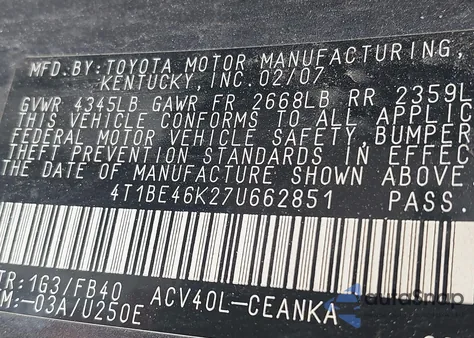 MFD.BY:TOYOTA MOTOR MANUFACTURING,
KENTUCKY,INC.02/07
GVWR 4345LB GAWR FR 2668LB RR 2359L
THIS VEHICLE CONFORMS TO ALL APPLIC
FEDERAL MOTOR VEHICLE SAFETY,BUMPER
THEFT PREVENTION STANDARDS IN EFFEC
THE DATE OF MANUFACTURE SHOWN ABOVE
4T1BE46K27U662851 PASS.
TR:1G3/FB40 ACV40L-CEANKA
M:-03A/U250E
autoSnap